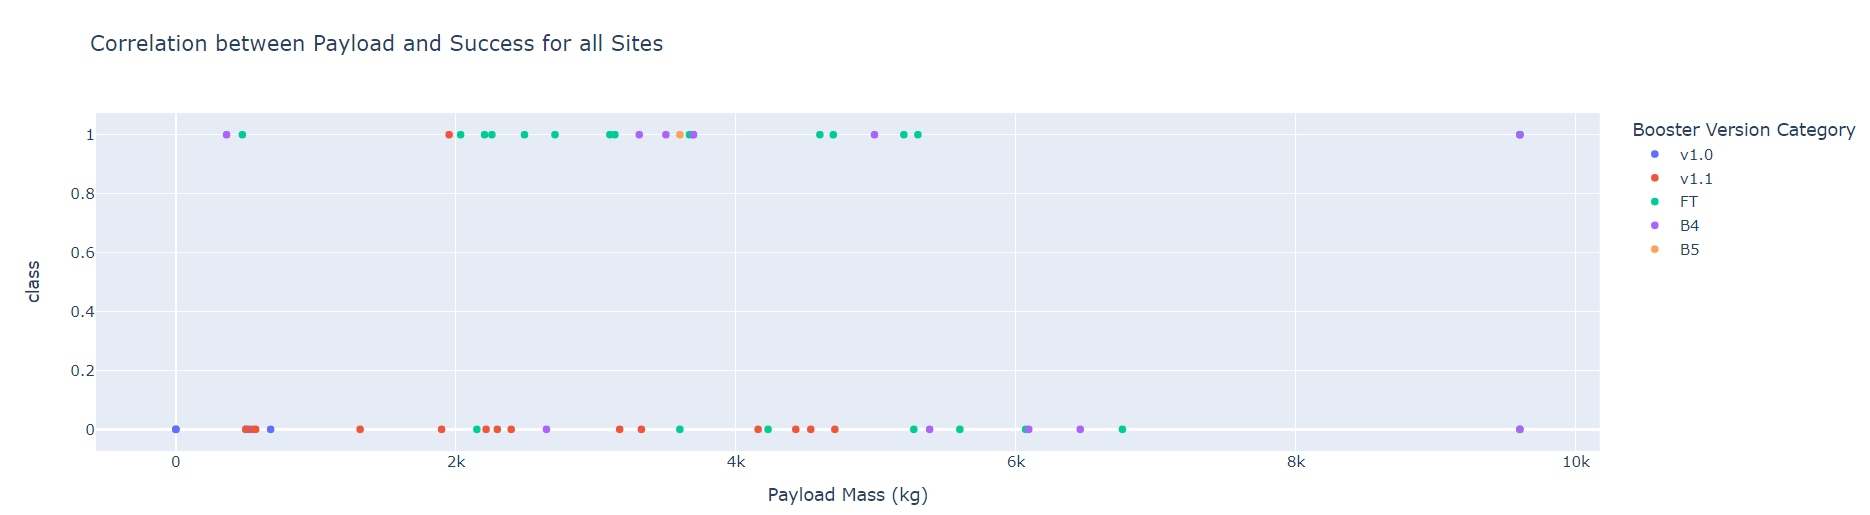 Correlation between Payload and Success for all Sites
1
0.8
0.6
0.4
0.2
0
class
0
2k
4k
6k
8k
10k
Payload Mass (kg)
Booster Version Category
v1.0
v1.1
FT
B4
B5